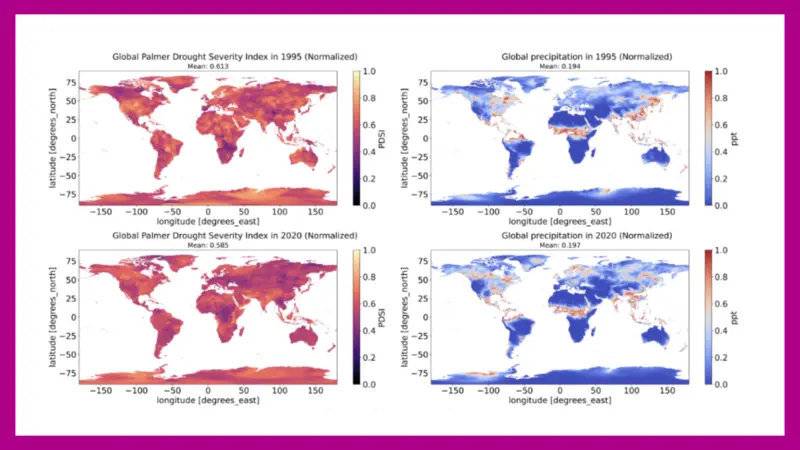 Global Palmer Drought Severity Index in 1995 (Normalized)
Mean: 0.613
75
50
25
0
−25
−50
−75
latitude [degrees_north]
−150 −100 −50 0 50 100 150
longitude [degrees_east]
1.0
0.8
0.6
0.4
0.2
0.0
PDSI
Global precipitation in 1995 (Normalized)
Mean: 0.194
75
50
25
0
−25
−50
−75
latitude [degrees_north]
−150 −100 −50 0 50 100 150
longitude [degrees_east]
1.0
0.8
0.6
0.4
0.2
0.0
ppt
Global Palmer Drought Severity Index in 2020 (Normalized)
Mean: 0.585
75
50
25
0
−25
−50
−75
latitude [degrees_north]
−150 −100 −50 0 50 100 150
longitude [degrees_east]
1.0
0.8
0.6
0.4
0.2
0.0
PDSI
Global precipitation in 2020 (Normalized)
Mean: 0.197
75
50
25
0
−25
−50
−75
latitude [degrees_north]
−150 −100 −50 0 50 100 150
longitude [degrees_east]
1.0
0.8
0.6
0.4
0.2
0.0
ppt